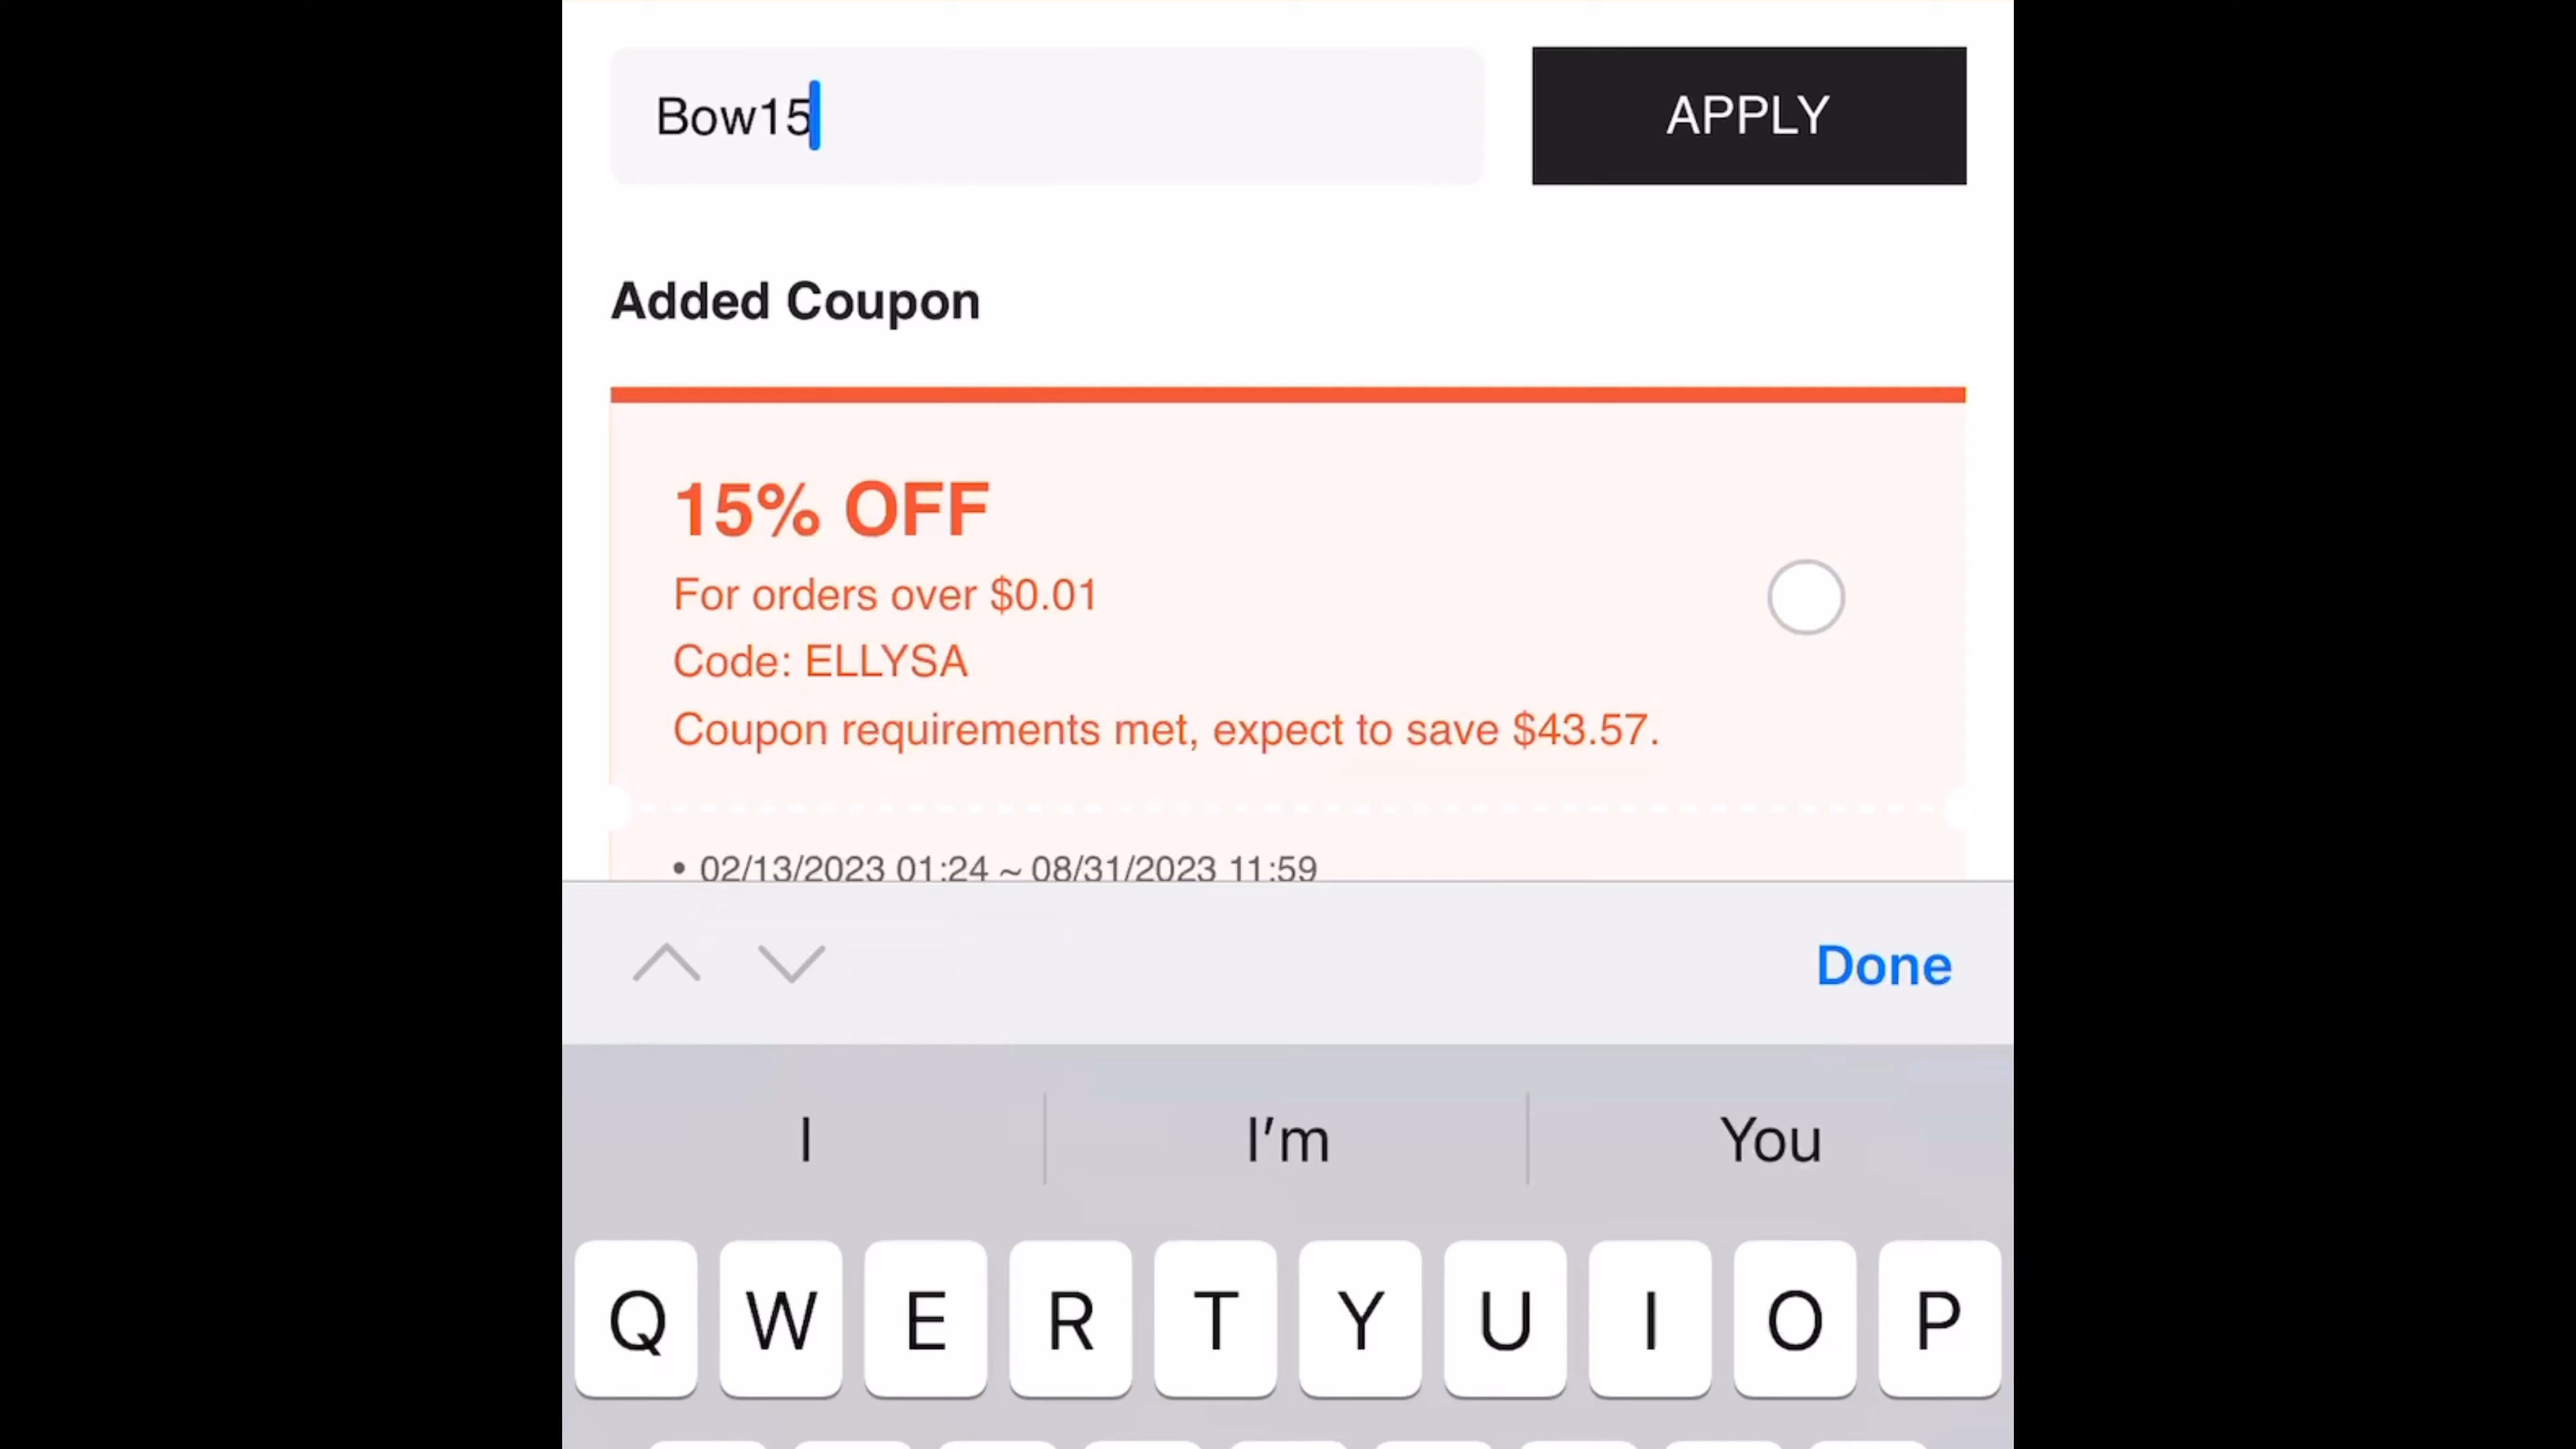 Bow15
APPLY
Added Coupon
15% OFF
For orders over $0.01
Code: ELLYSA
Coupon requirements met, expect to save $43.57.
• 02/13/2023 01:24 ~ 08/31/2023 11:59
Done
I
I'm
You
Q W E R T Y U I O P